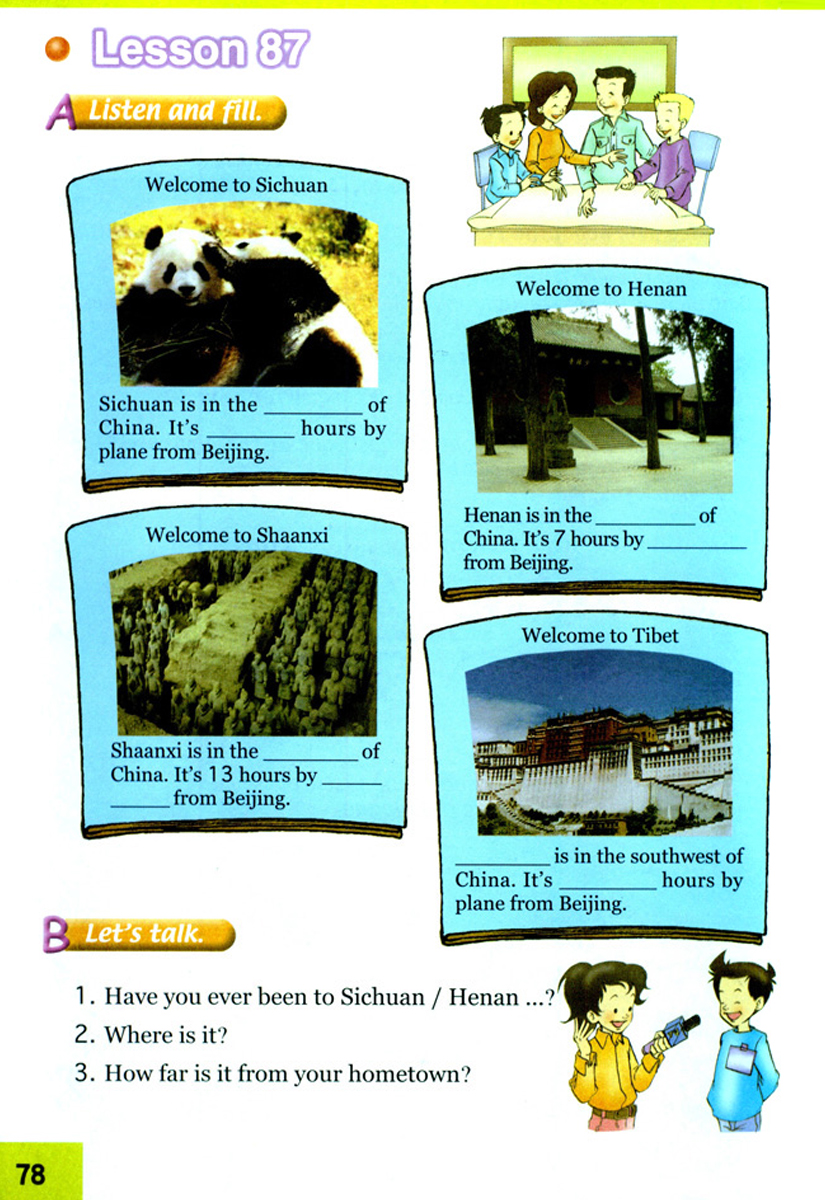 Lesson 87
A Listen and fill.
Welcome to Sichuan
Sichuan is in the __________ of
China. It's _________ hours by
plane from Beijing.
Welcome to Henan
Henan is in the __________ of
China. It's 7 hours by __________
from Beijing.
Welcome to Shaanxi
Shaanxi is in the __________ of
China. It's 13 hours by ______
______ from Beijing.
Welcome to Tibet
__________ is in the southwest of
China. It's __________ hours by
plane from Beijing.
B Let's talk.
1. Have you ever been to Sichuan / Henan ...?
2. Where is it?
3. How far is it from your hometown?
78